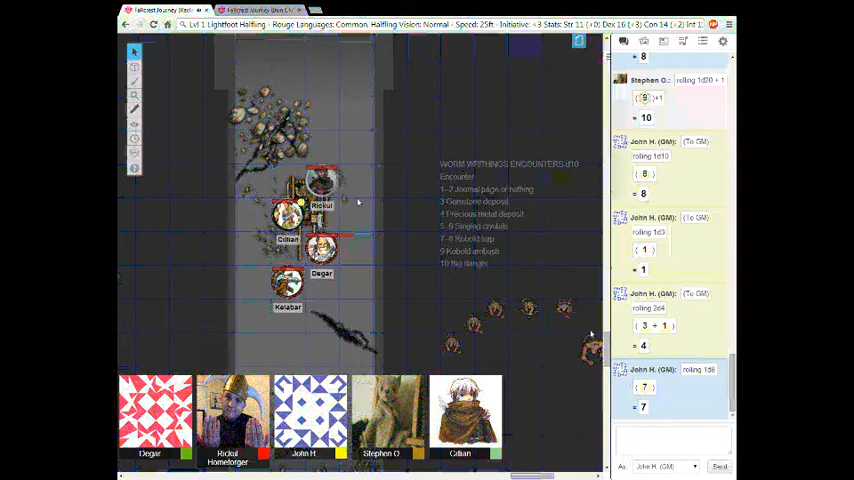 Fallcrest Journey
Fallcrest Journey
Lvl 1 Lightfoot Halfling - Rouge Languages: Common, Halfling Vision: Normal - Speed: 25ft - Initiative: +3 Stats: Str 11 (+0) Dex 16 (+3) Con 14 (+2) Int 1
8
Stephen O.: rolling 1d20 + 1
( 9 )+1
= 10
John H. (GM): (To GM)
rolling 1d10
( 8 )
= 8
John H. (GM): (To GM)
rolling 1d3
( 1 )
= 1
John H. (GM): (To GM)
rolling 2d4
( 3 + 1 )
= 4
John H. (GM): rolling 1d8
( 7 )
= 7
As: John H. (GM) Send
WORM WRITHINGS ENCOUNTERS d10
Encounter
1-2 Journal page or nothing
3 Gemstone deposit
4 Precious metal deposit
5-6 Singing crystals
7-8 Kobold trap
9 Kobold ambush
10 Big danger
Rickul
Cillian
Degar
Kelabar
Degar
Rickul
Homeforger
John H.
Stephen O.
Cillian